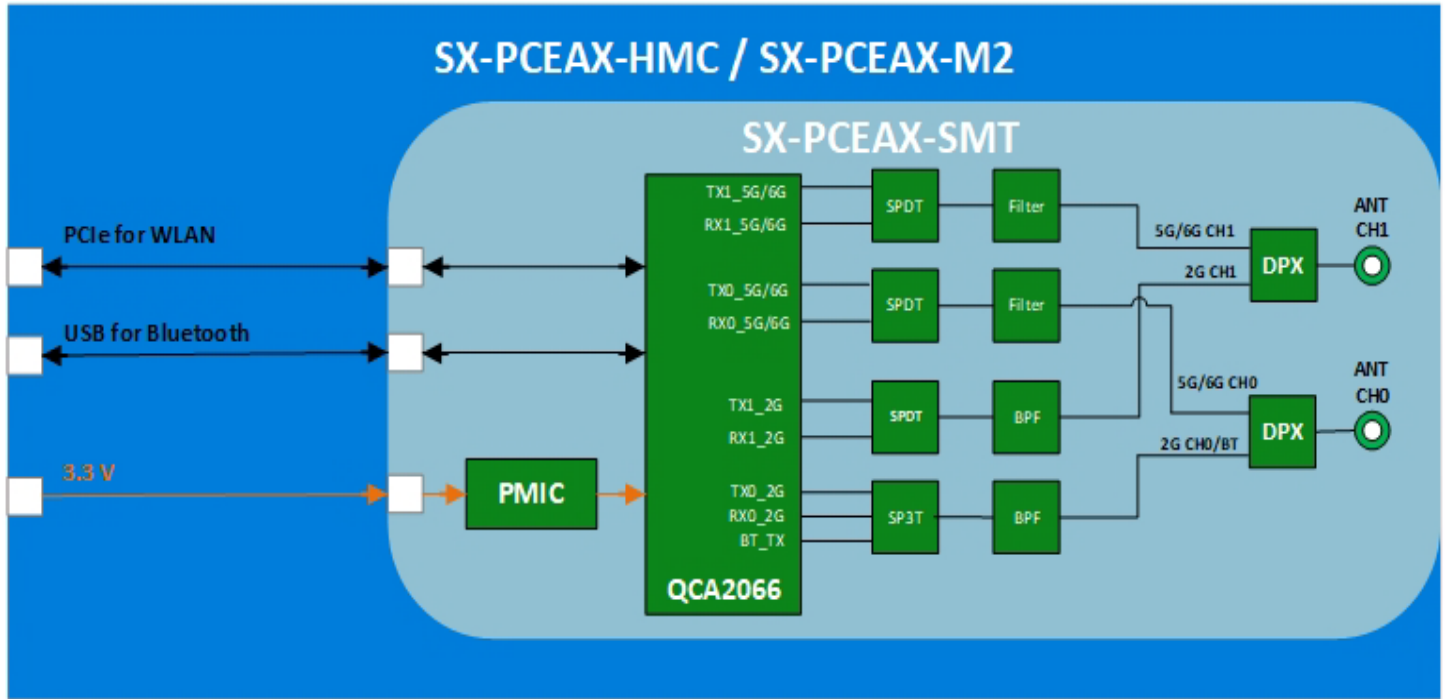 SX-PCEAX-HMC / SX-PCEAX-M2
SX-PCEAX-SMT
PCIe for WLAN
USB for Bluetooth
3.3 V
PMIC
TX1_5G/6G
RX1_5G/6G
TX0_5G/6G
RX0_5G/6G
TX1_2G
RX1_2G
TX0_2G
RX0_2G
BT_TX
QCA2066
SPDT
Filter
SPDT
Filter
SPDT
BPF
SP3T
BPF
5G/6G CH1
2G CH1
DPX
ANT
CH1
5G/6G CH0
2G CH0/BT
DPX
ANT
CH0